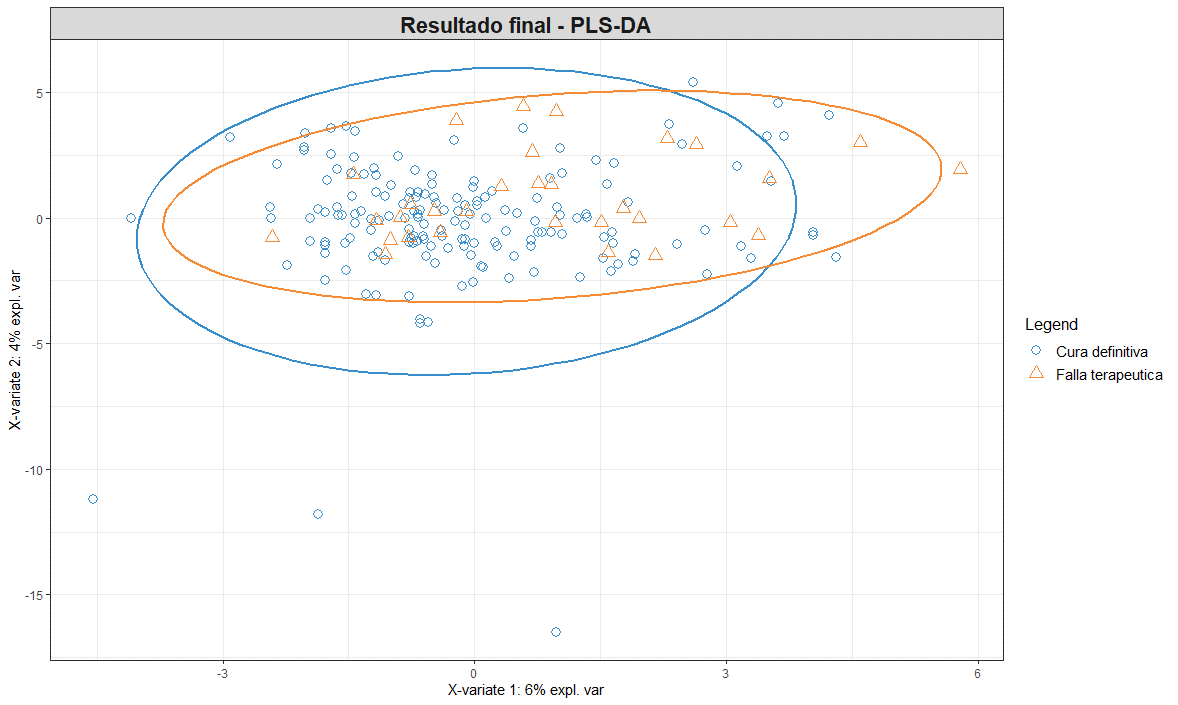 Resultado final - PLS-DA
5
0
-5
-10
-15
X-variate 2: 4% expl. var
-3
0
3
6
X-variate 1: 6% expl. var
Legend
Cura definitiva
Falla terapeutica